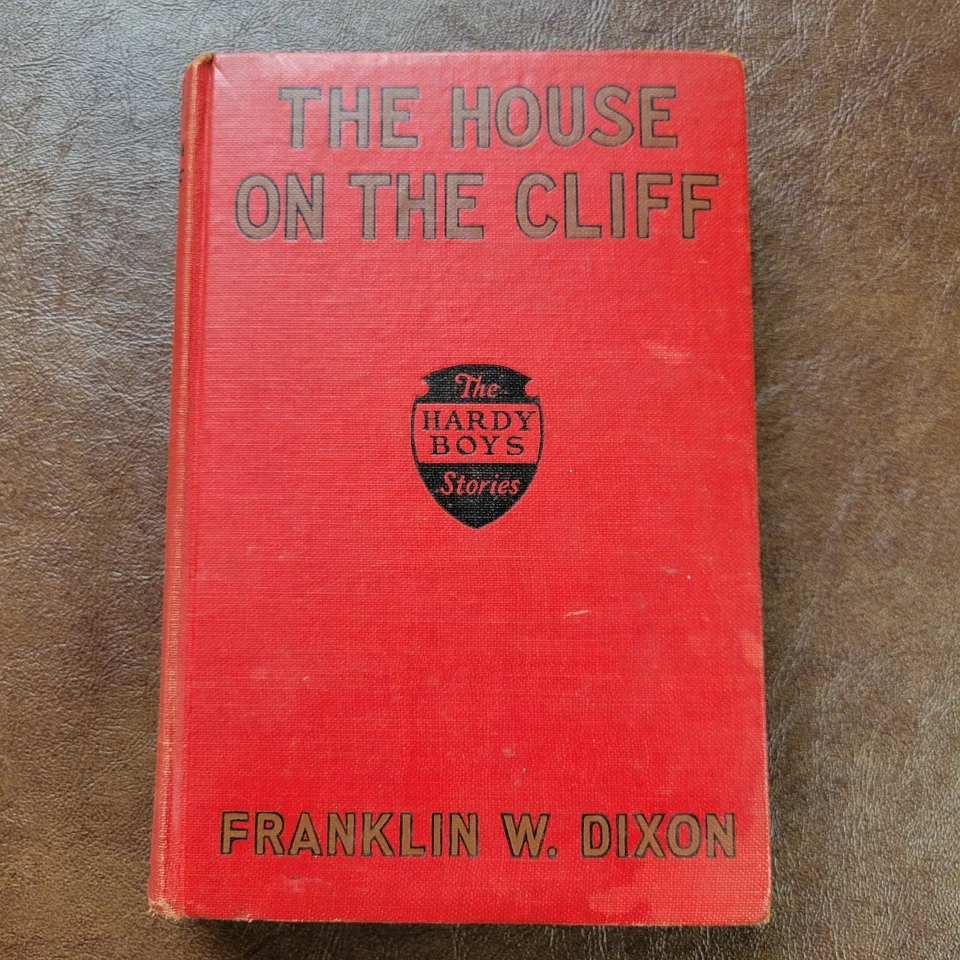 THE HOUSE
ON THE CLIFF
The
HARDY
BOYS
Stories
FRANKLIN W. DIXON